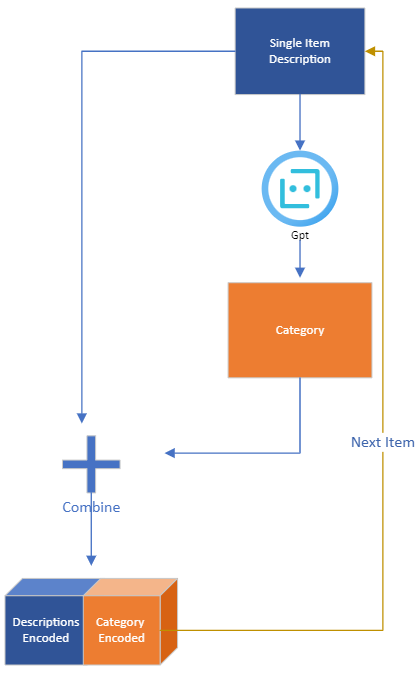 Single Item
Description
Gpt
Category
Next Item
Combine
Descriptions
Encoded
Category
Encoded